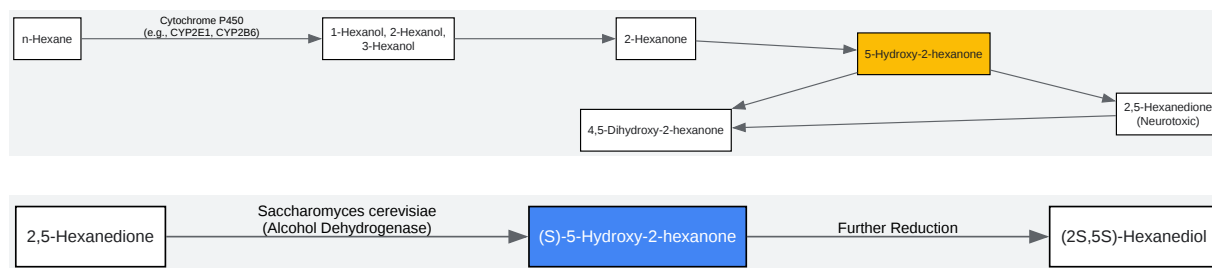 n-Hexane
Cytochrome P450
(e.g., CYP2E1, CYP2B6)
1-Hexanol, 2-Hexanol,
3-Hexanol
2-Hexanone
5-Hydroxy-2-hexanone
4,5-Dihydroxy-2-hexanone
2,5-Hexanedione
(Neurotoxic)
2,5-Hexanedione
Saccharomyces cerevisiae
(Alcohol Dehydrogenase)
(S)-5-Hydroxy-2-hexanone
Further Reduction
(2S,5S)-Hexanediol